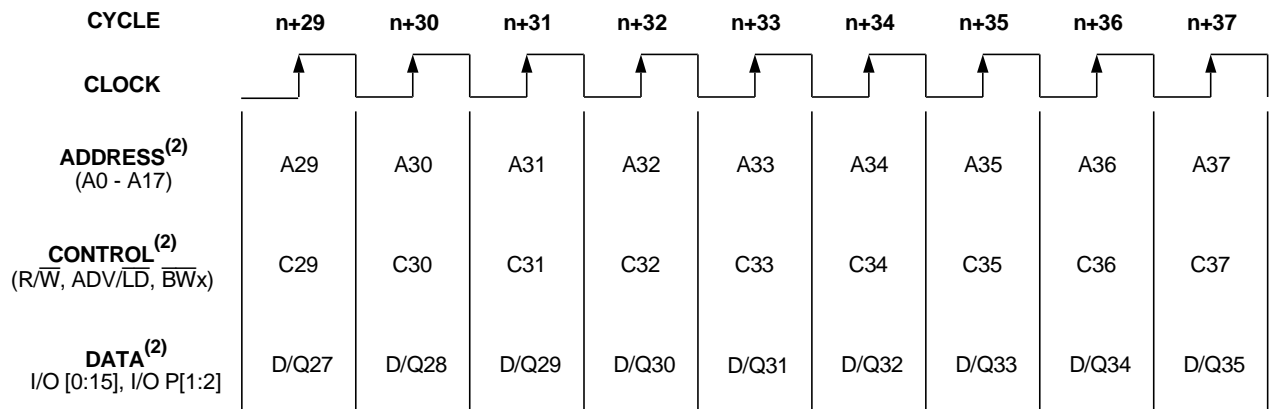 CYCLE n+29 n+30 n+31 n+32 n+33 n+34 n+35 n+36 n+37
CLOCK
ADDRESS(2)
(A0 - A17) A29 A30 A31 A32 A33 A34 A35 A36 A37
CONTROL(2)
(R/W̅, ADV/L̅D̅, B̅W̅x) C29 C30 C31 C32 C33 C34 C35 C36 C37
DATA(2)
I/O [0:15], I/O P[1:2] D/Q27 D/Q28 D/Q29 D/Q30 D/Q31 D/Q32 D/Q33 D/Q34 D/Q35